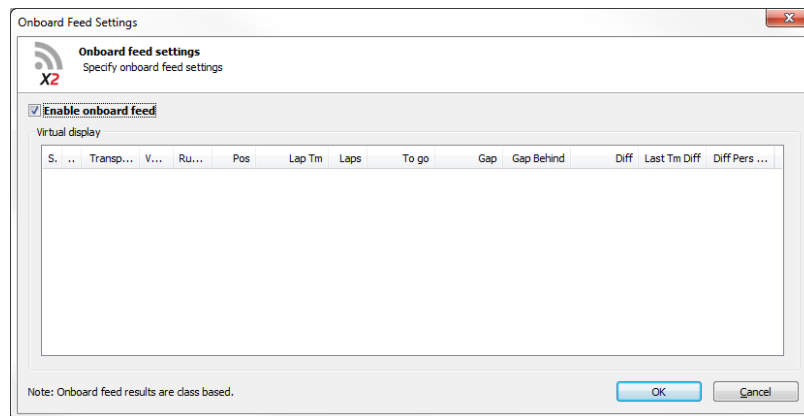 Onboard Feed Settings
Onboard feed settings
Specify onboard feed settings
X2
Enable onboard feed
Virtual display
S. .. Transp... V... Ru... Pos Lap Tm Laps To go Gap Gap Behind Diff Last Tm Diff Diff Pers ...
Note: Onboard feed results are class based.
OK Cancel